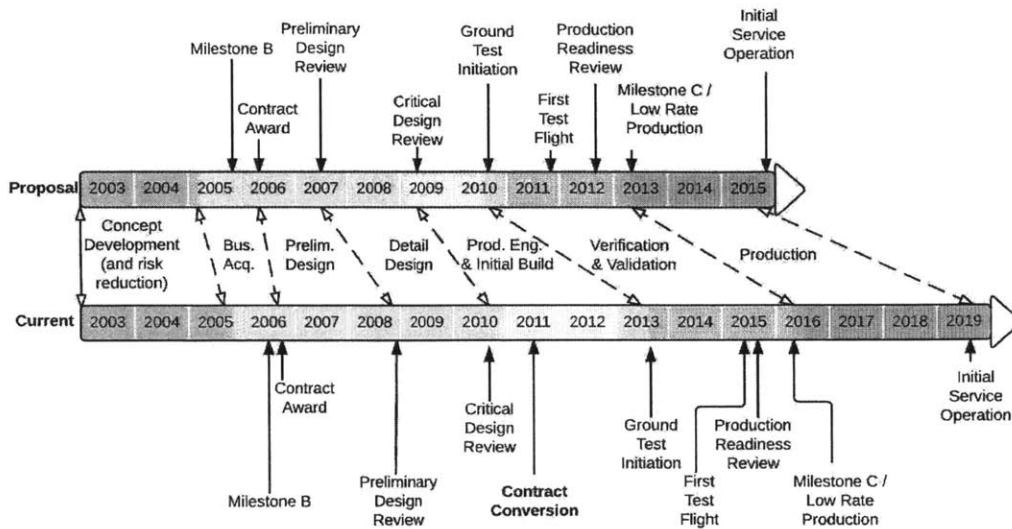 Milestone B
Contract
Award
Preliminary
Design
Review
Critical
Design
Review
Ground
Test
Initiation
First
Test
Flight
Production
Readiness
Review
Milestone C /
Low Rate
Production
Initial
Service
Operation
Proposal 2003 2004 2005 2006 2007 2008 2009 2010 2011 2012 2013 2014 2015
Concept
Development
(and risk
reduction)
Bus.
Acq.
Prelim.
Design
Detail
Design
Prod. Eng.
& Initial Build
Verification
& Validation
Production
Current 2003 2004 2005 2006 2007 2008 2009 2010 2011 2012 2013 2014 2015 2016 2017 2018 2019
Milestone B
Contract
Award
Preliminary
Design
Review
Critical
Design
Review
Contract
Conversion
Ground
Test
Initiation
First
Test
Flight
Production
Readiness
Review
Milestone C /
Low Rate
Production
Initial
Service
Operation